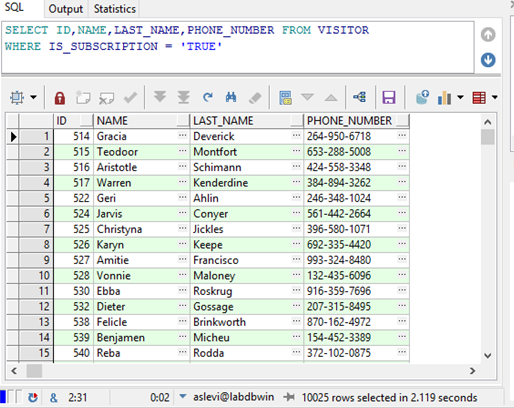 SQL Output Statistics
SELECT ID,NAME,LAST_NAME,PHONE_NUMBER FROM VISITOR
WHERE IS_SUBSCRIPTION = 'TRUE'
ID NAME LAST_NAME PHONE_NUMBER
1 514 Gracia ... Deverick ... 264-950-6718 ...
2 515 Teodoor ... Montfort ... 653-288-5008 ...
3 516 Aristotle ... Schimann ... 424-558-3348 ...
4 517 Warren ... Kenderdine ... 384-894-3262 ...
5 522 Geri ... Ahlin ... 246-348-1024 ...
6 524 Jarvis ... Conyer ... 561-442-2664 ...
7 525 Christyna ... Jickles ... 396-580-1071 ...
8 526 Karyn ... Keepe ... 692-335-4420 ...
9 527 Amitie ... Francisco ... 993-324-8480 ...
10 528 Vonnie ... Maloney ... 132-435-6096 ...
11 530 Ebba ... Roskrug ... 916-359-7696 ...
12 532 Dieter ... Gossage ... 207-315-8495 ...
13 538 Felicle ... Brinkworth ... 870-162-4972 ...
14 539 Benjamen ... Micheu ... 154-452-3389 ...
15 540 Reba ... Rodda ... 372-102-0875 ...
& 2:31 0:02 aslevi@labdbwin 10025 rows selected in 2.119 seconds